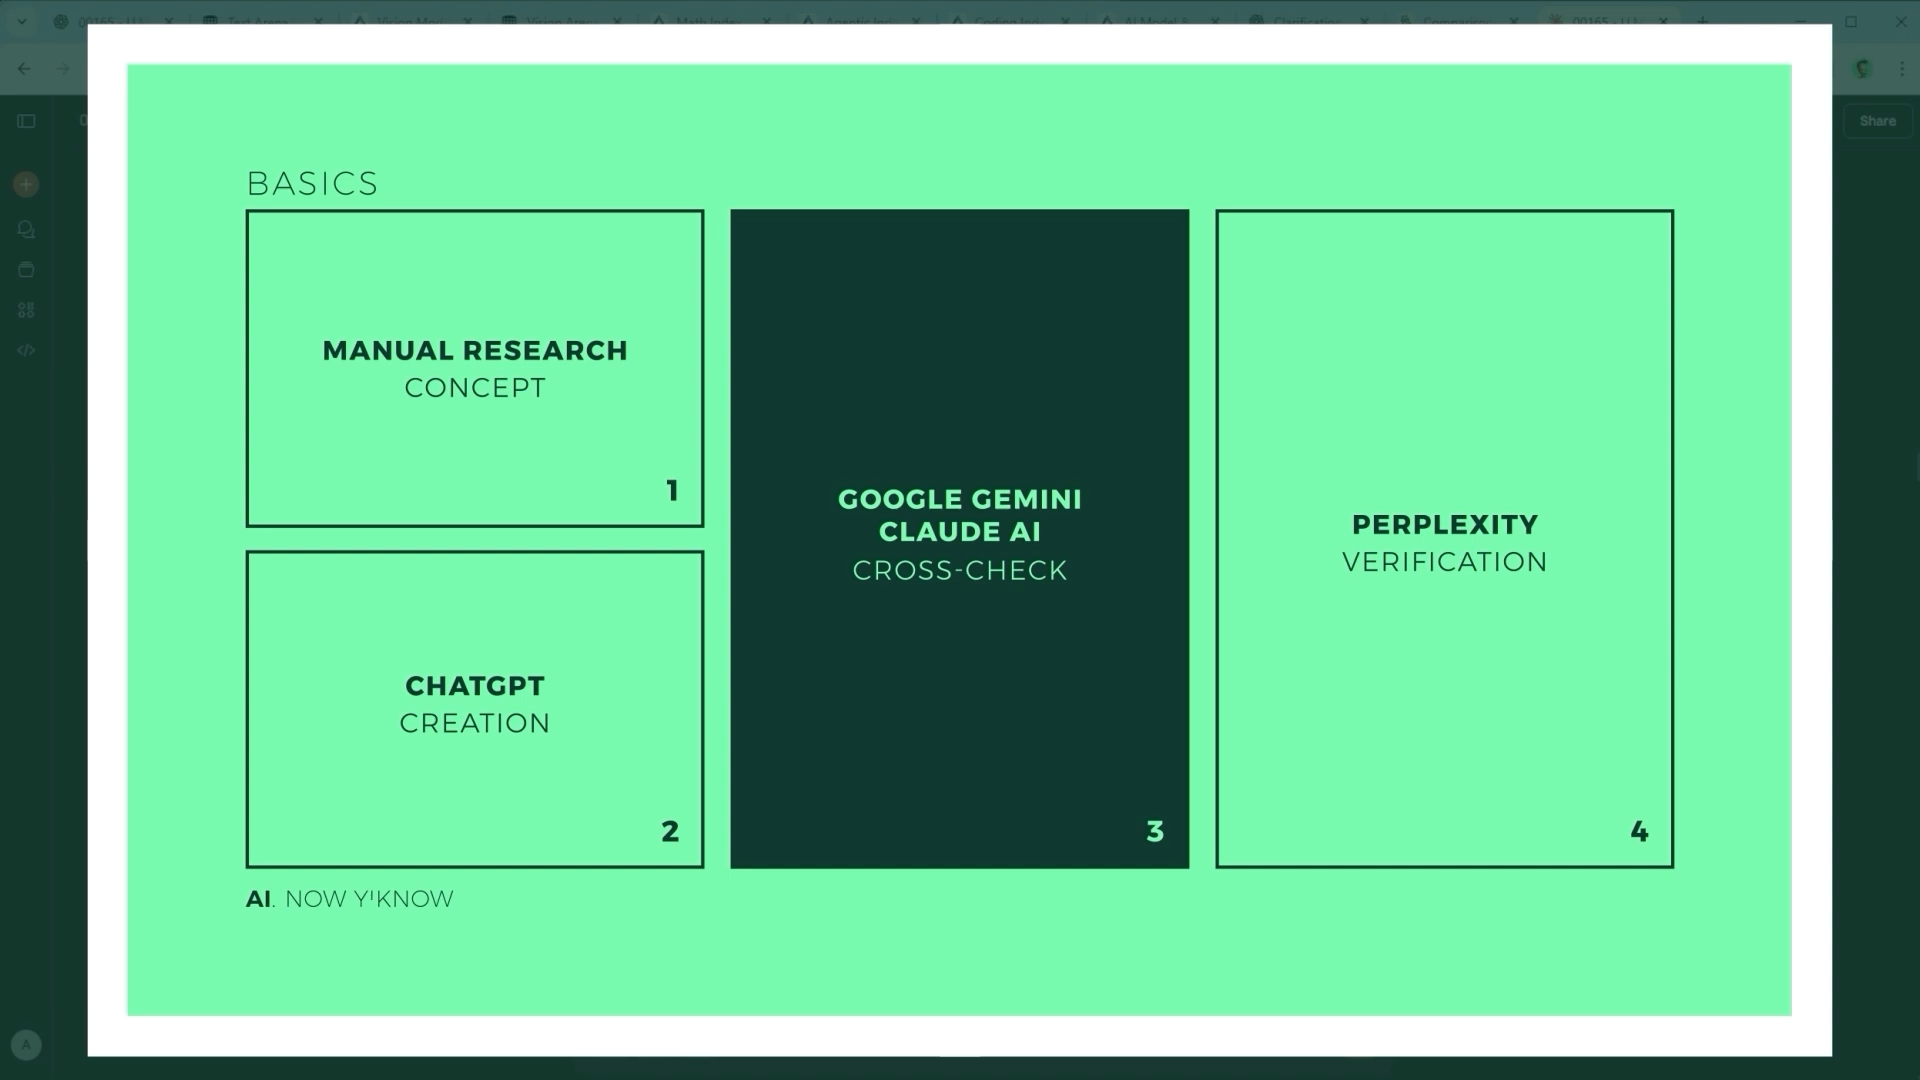 Share
BASICS
MANUAL RESEARCH
CONCEPT
1
CHATGPT
CREATION
2
GOOGLE GEMINI
CLAUDE AI
CROSS-CHECK
3
PERPLEXITY
VERIFICATION
4
AI. NOW Y'KNOW
A